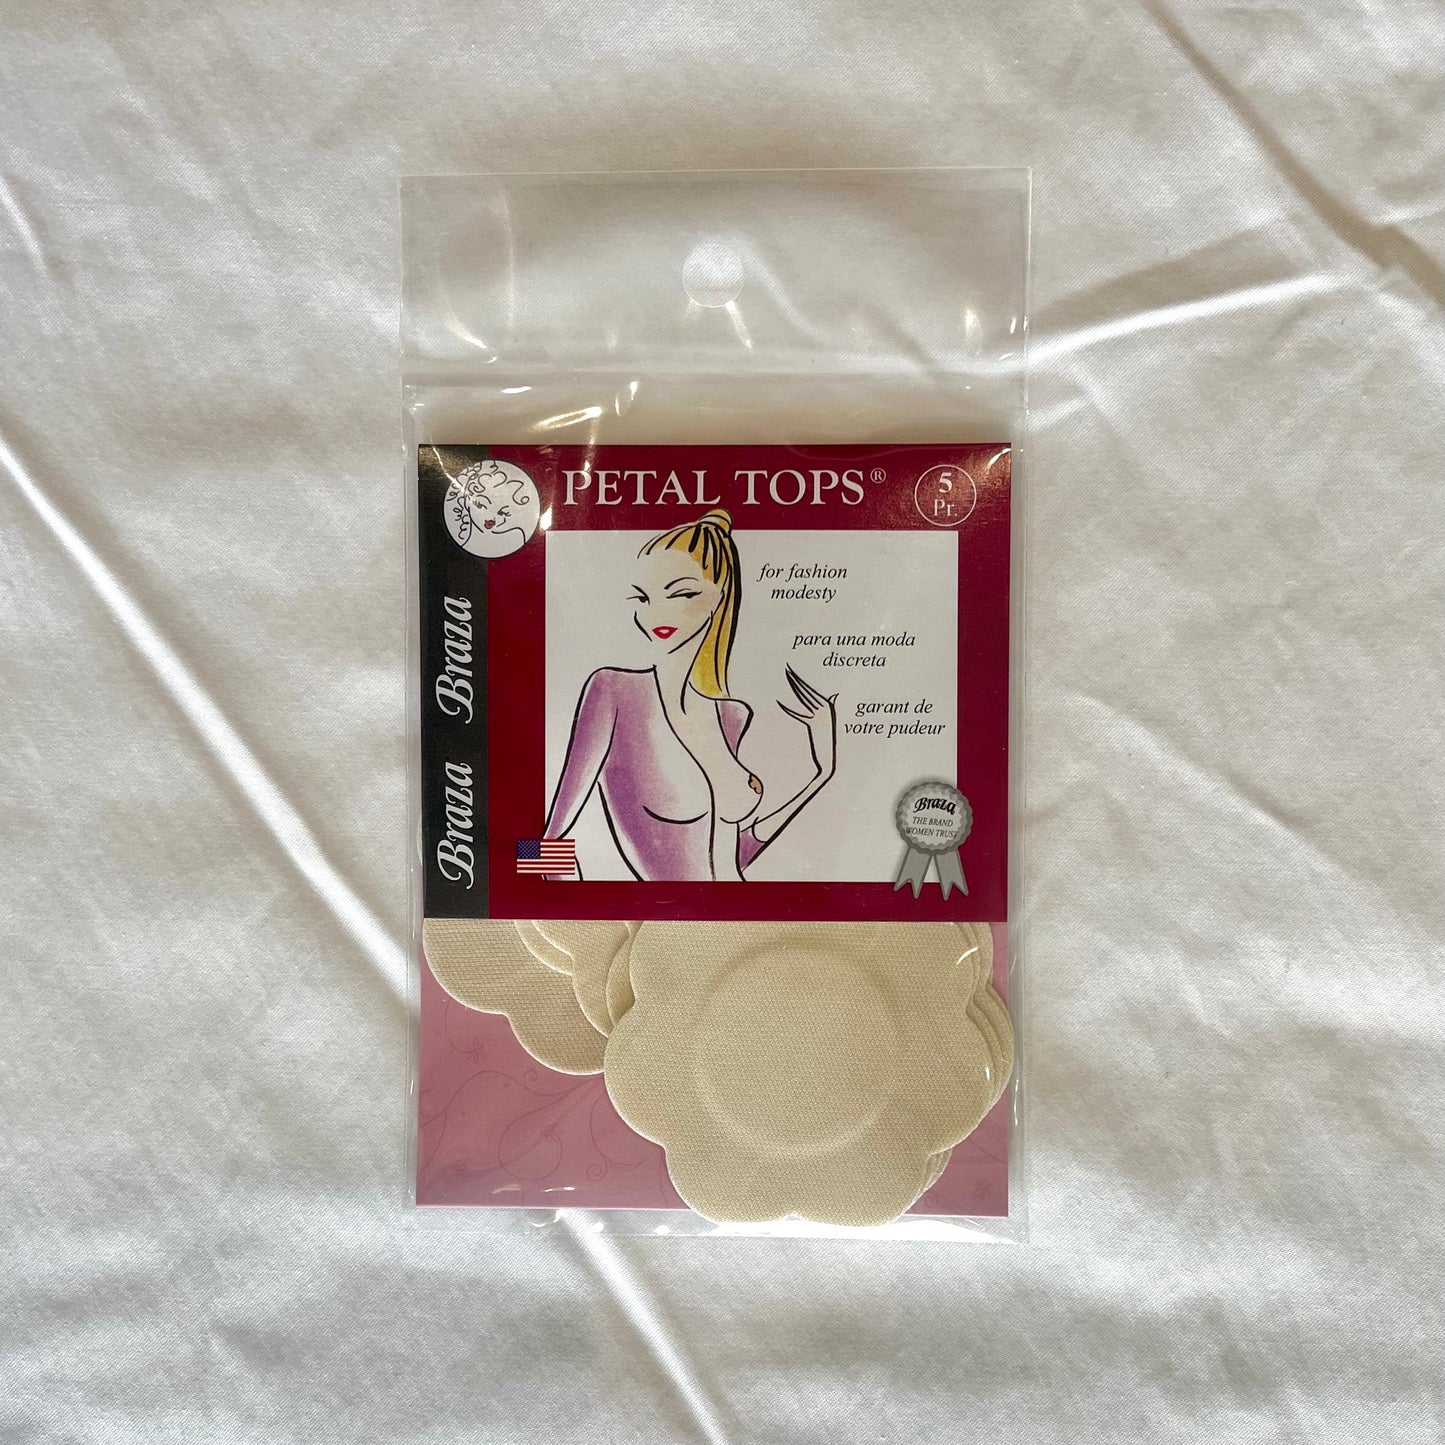 PETAL TOPS®
5
Pr.
for fashion
modesty
para una moda
discreta
garant de
votre pudeur
Braza
Braza
Braza
THE BRAND
WOMEN TRUST